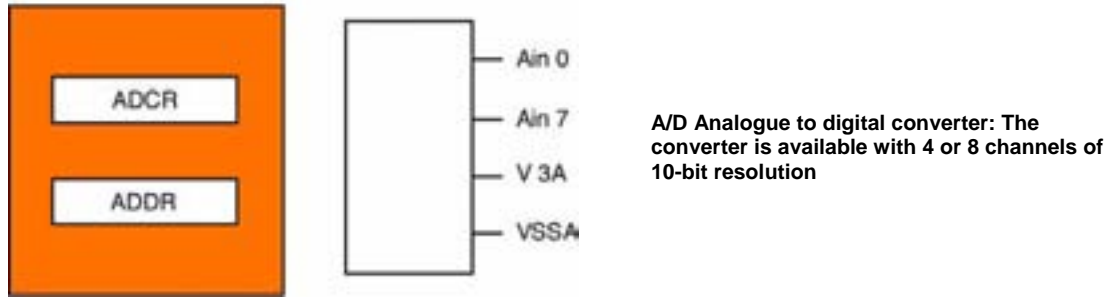 ADCR
ADDR
Ain 0
Ain 7
V 3A
VSSA
A/D Analogue to digital converter: The
converter is available with 4 or 8 channels of
10-bit resolution